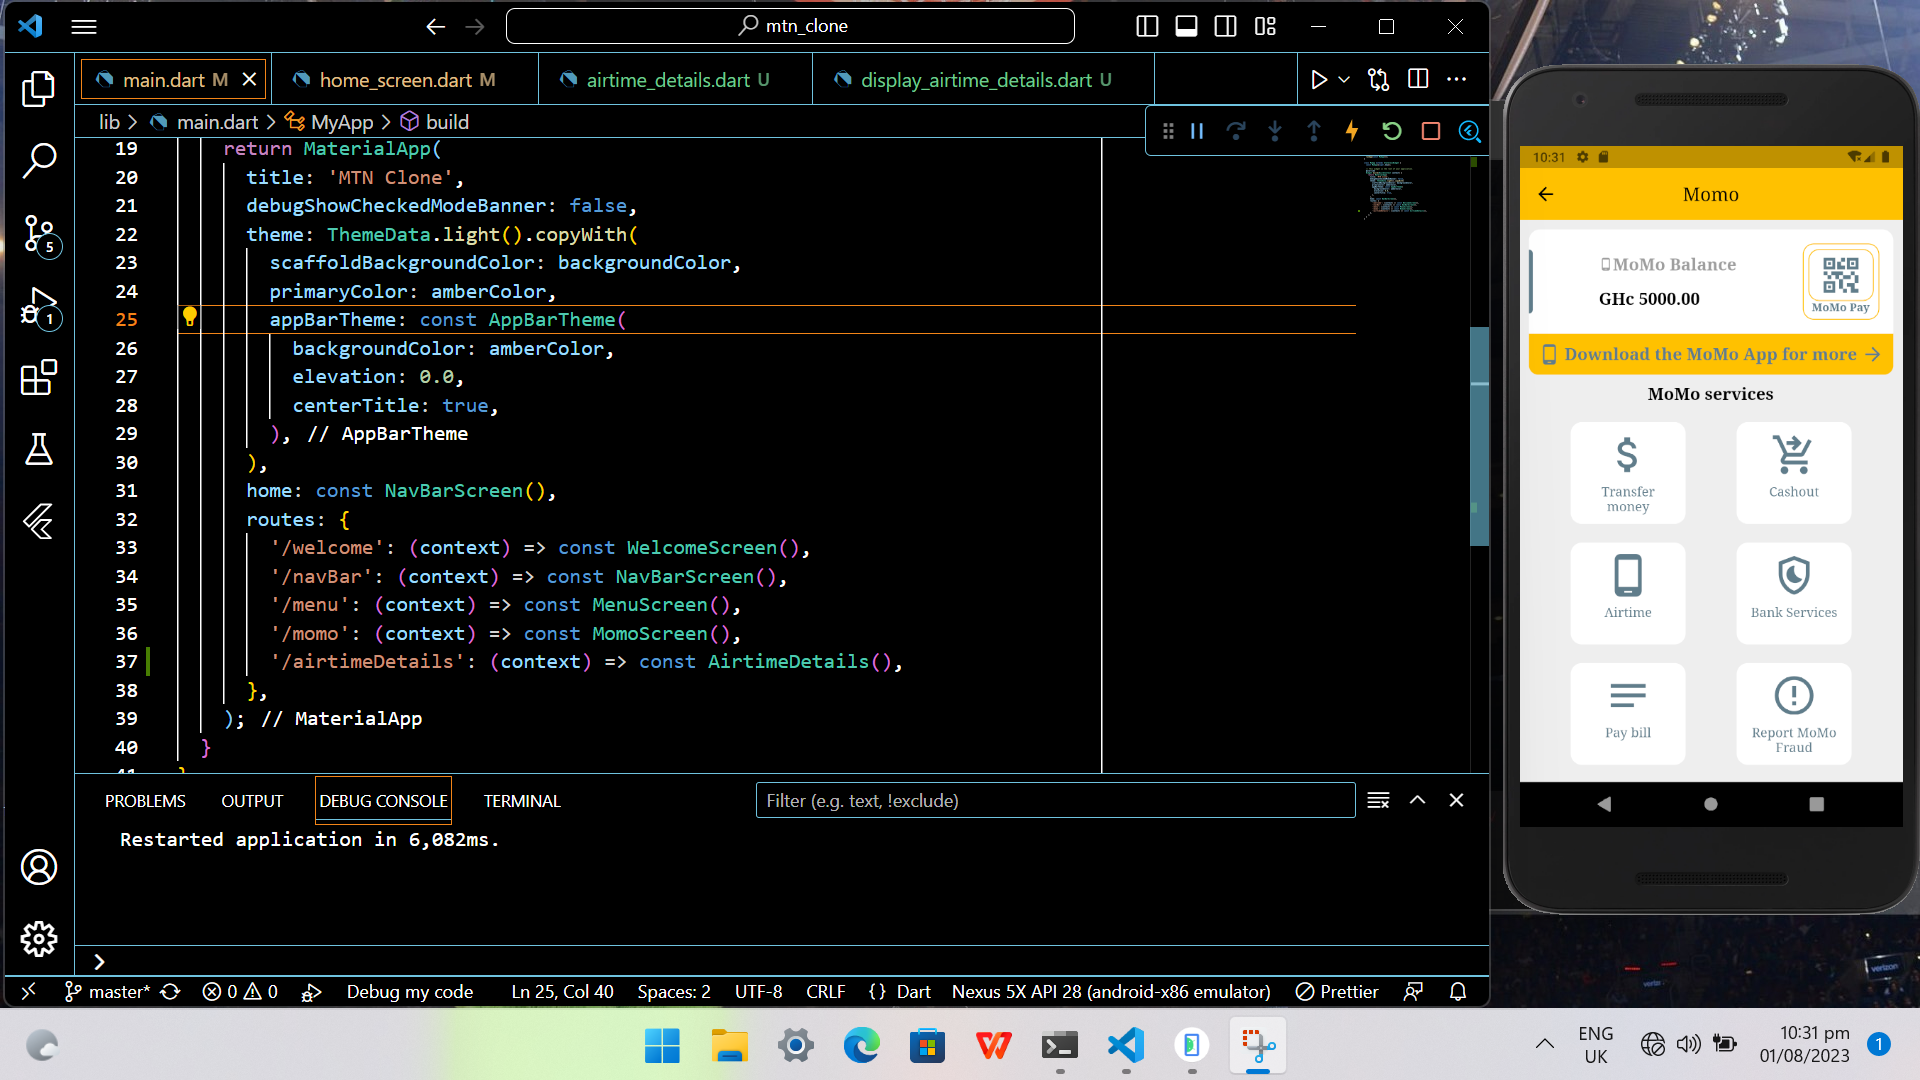 mtn_clone
main.dart M
home_screen.dart M
airtime_details.dart U
display_airtime_details.dart U
lib > main.dart > MyApp > build
19 return MaterialApp(
20 title: 'MTN Clone',
21 debugShowCheckedModeBanner: false,
22 theme: ThemeData.light().copyWith(
23 scaffoldBackgroundColor: backgroundColor,
24 primaryColor: amberColor,
25 appBarTheme: const AppBarTheme(
26 backgroundColor: amberColor,
27 elevation: 0.0,
28 centerTitle: true,
29 ), // AppBarTheme
30 ),
31 home: const NavBarScreen(),
32 routes: {
33 '/welcome': (context) => const WelcomeScreen(),
34 '/navBar': (context) => const NavBarScreen(),
35 '/menu': (context) => const MenuScreen(),
36 '/momo': (context) => const MomoScreen(),
37 '/airtimeDetails': (context) => const AirtimeDetails(),
38 },
39 ); // MaterialApp
40 }
5
1
PROBLEMS
OUTPUT
DEBUG CONSOLE
TERMINAL
Filter (e.g. text, !exclude)
Restarted application in 6,082ms.
master*
0
0
Debug my code
Ln 25, Col 40
Spaces: 2
UTF-8
CRLF
{} Dart
Nexus 5X API 28 (android-x86 emulator)
Prettier
10:31
Momo
MoMo Balance
GHc 5000.00
MoMo Pay
Download the MoMo App for more
MoMo services
Transfer
money
Cashout
Airtime
Bank Services
Pay bill
Report MoMo
Fraud
verizon
ENG
UK
10:31 pm
01/08/2023
1